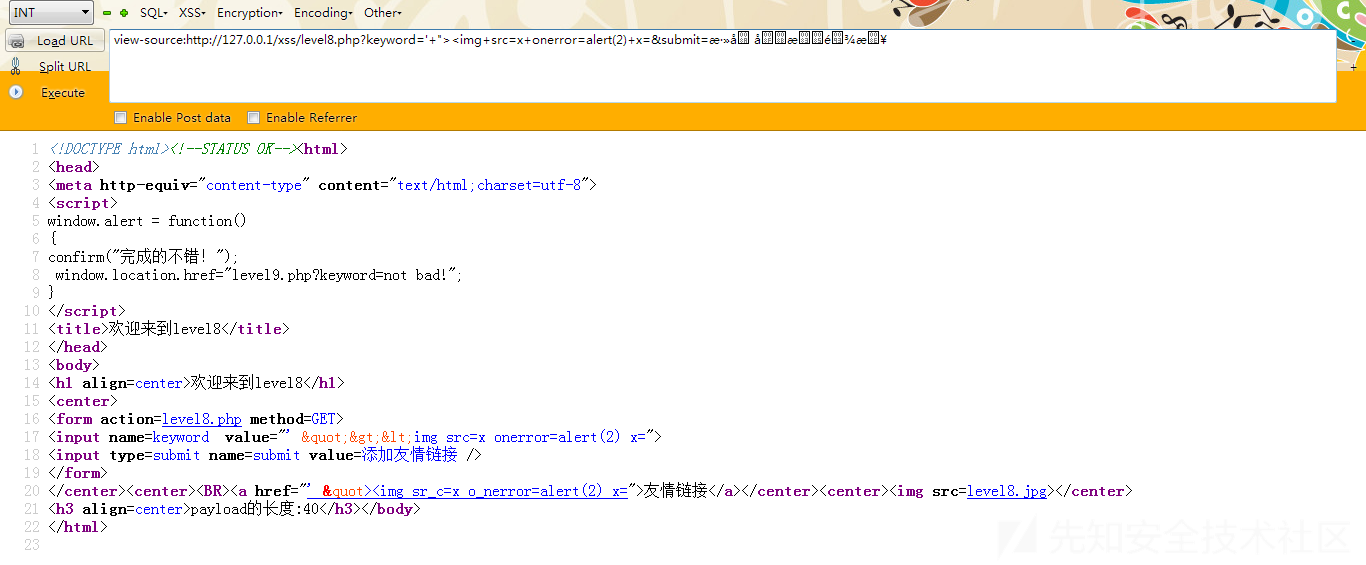 INT SQL▾ XSS▾ Encryption▾ Encoding▾ Other▾
Load URL view-source:http://127.0.0.1/xss/level8.php?keyword='+"><img+src=x+onerror=alert(2)+x=&submit=
Split URL
+
Execute
Enable Post data Enable Referrer
1 <!DOCTYPE html><!--STATUS OK--><html>
2 <head>
3 <meta http-equiv="content-type" content="text/html;charset=utf-8">
4 <script>
5 window.alert = function()
6 {
7 confirm("完成的不错！");
8  window.location.href="level9.php?keyword=not bad!";
9 }
10 </script>
11 <title>欢迎来到level8</title>
12 </head>
13 <body>
14 <h1 align=center>欢迎来到level8</h1>
15 <center>
16 <form action=level8.php method=GET>
17 <input name=keyword  value="' &quot;&gt;&lt;img src=x onerror=alert(2) x=">
18 <input type=submit name=submit value=添加友情链接 />
19 </form>
20 </center><center><BR><a href="' &quot><img sr_c=x o_nerror=alert(2) x=">友情链接</a></center><center><img src=level8.jpg></center>
21 <h3 align=center>payload的长度:40</h3></body>
22 </html>
23
先知安全技术社区